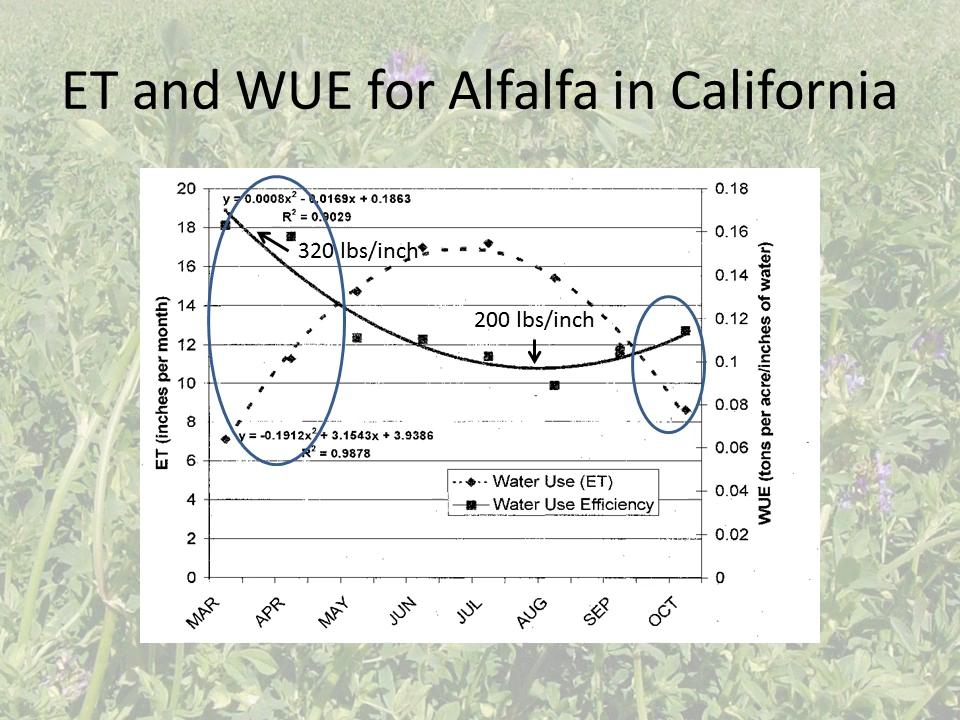 ET and WUE for Alfalfa in California
y = 0.0008x² - 0.0169x + 0.1863
R² = 0.9029
320 lbs/inch
200 lbs/inch
y = -0.1912x² + 3.1543x + 3.9386
R² = 0.9878
Water Use (ET)
Water Use Efficiency
ET (inches per month)
20
18
16
14
12
10
8
6
4
2
0
0.18
0.16
0.14
0.12
0.1
0.08
0.06
0.04
0.02
0
WUE (tons per acre/inches of water)
MAR APR MAY JUN JUL AUG SEP OCT